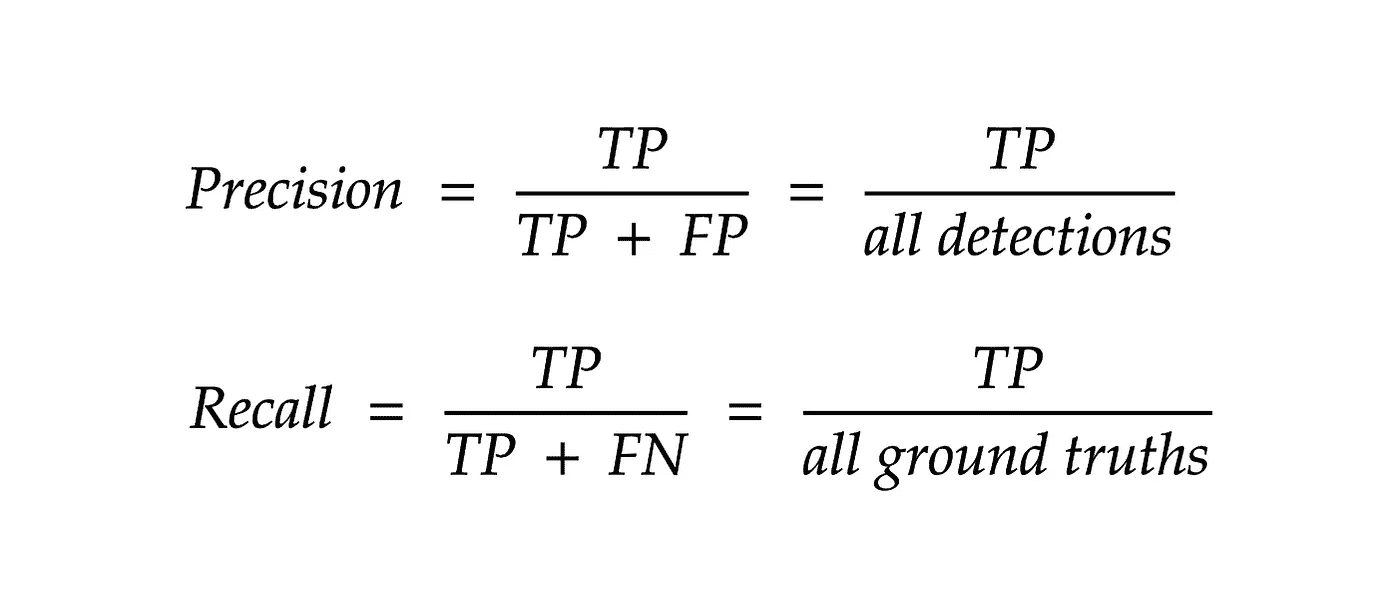 Precision = TP / TP + FP = TP / all detections
Recall = TP / TP + FN = TP / all ground truths